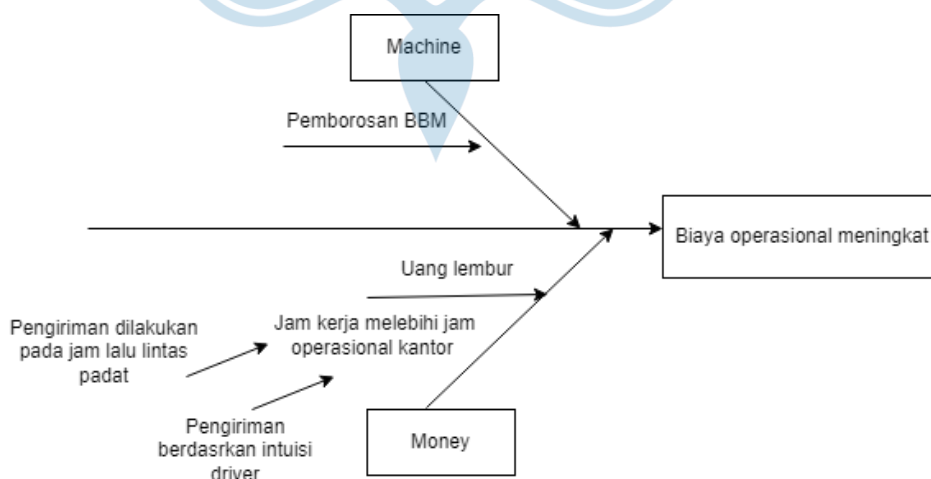 Machine
Pemborosan BBM
Biaya operasional meningkat
Uang lembur
Jam kerja melebihi jam
operasional kantor
Pengiriman dilakukan
pada jam lalu lintas
padat
Pengiriman
berdasrkan intuisi
driver
Money